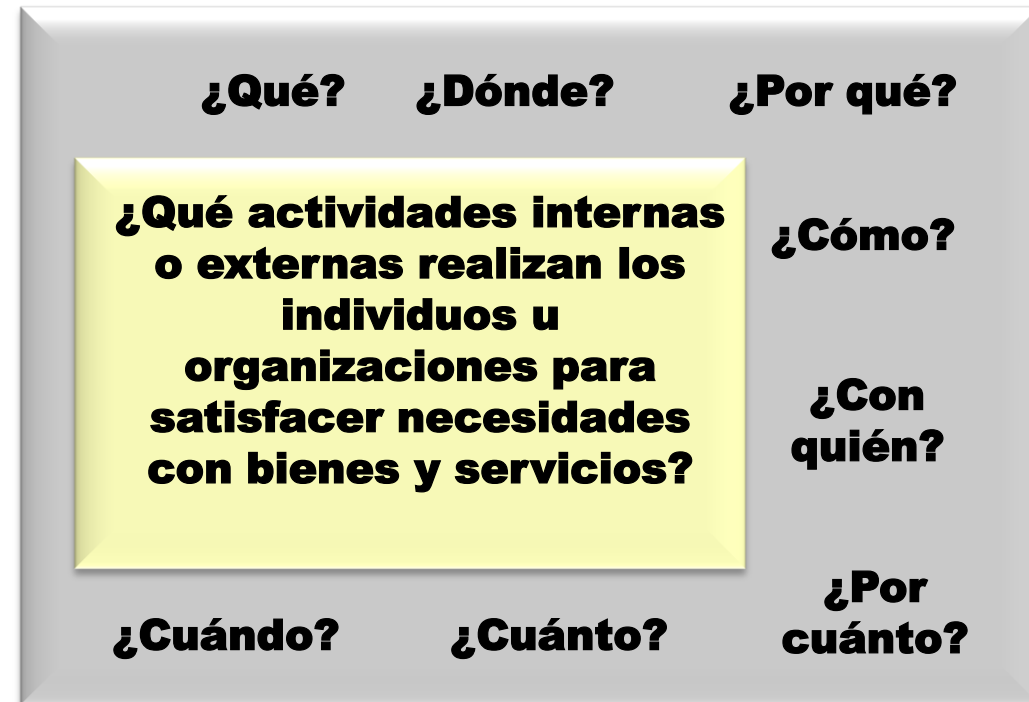 ¿Qué? ¿Dónde? ¿Por qué?
¿Qué actividades internas
o externas realizan los
individuos u
organizaciones para
satisfacer necesidades
con bienes y servicios?
¿Cómo?
¿Con
quién?
¿Por
cuánto?
¿Cuándo? ¿Cuánto?